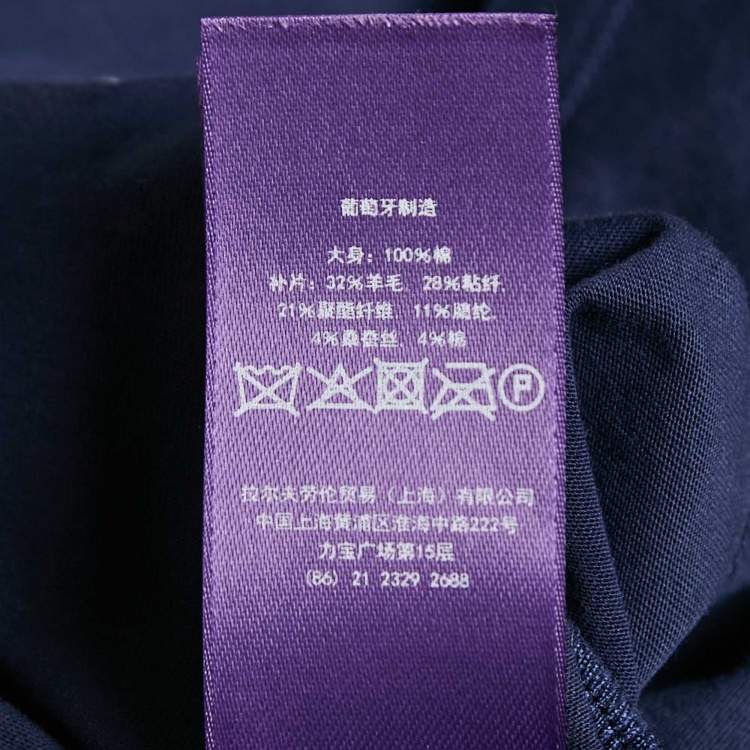 葡萄牙制造
大身: 100%棉
补片: 32%羊毛, 28%粘纤,
21%聚酯纤维, 11%腈纶,
4%桑蚕丝, 4%棉
P
拉尔夫劳伦贸易（上海）有限公司
中国上海黄浦区淮海中路222号
力宝广场第15层
(86) 21 2329 2688